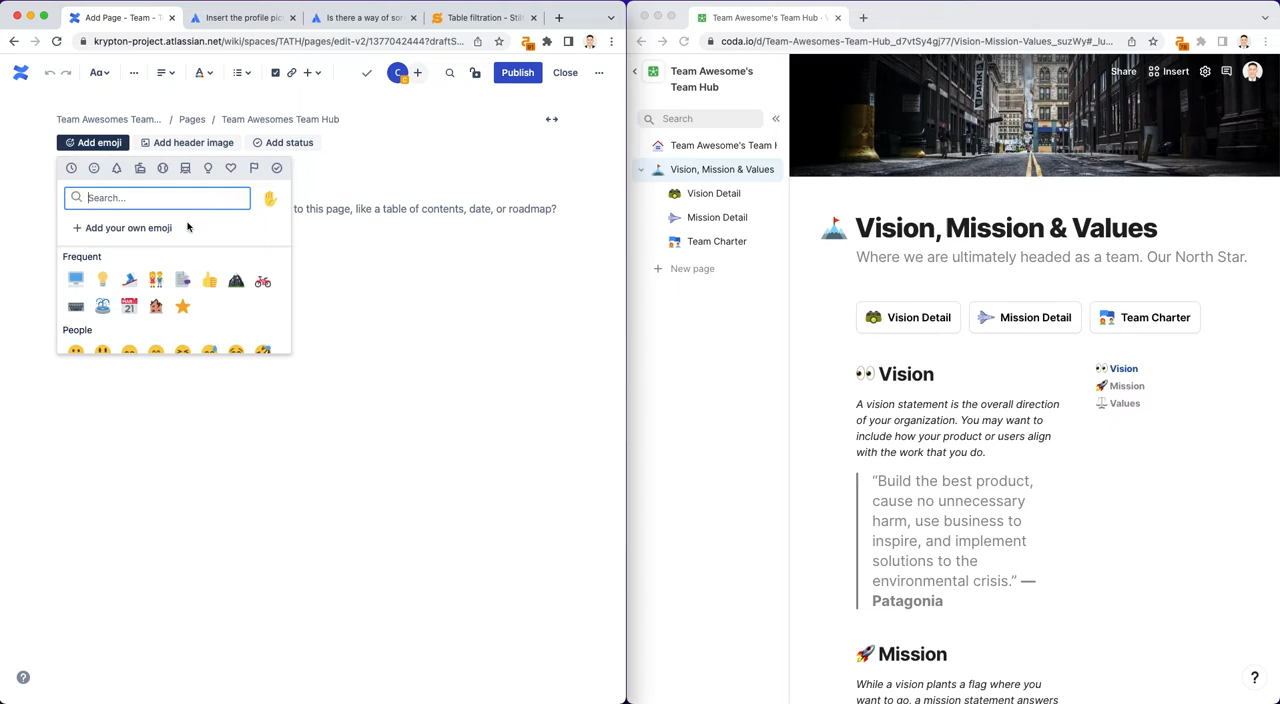 Add Page - Team - T
Insert the profile pic
Is there a way of sor
Table filtration - Stil
krypton-project.atlassian.net/wiki/spaces/TATH/pages/edit-v2/1377042444?draftS...
Aa
A
C
Publish
Close
Team Awesomes Team... / Pages / Team Awesomes Team Hub
Add emoji
Add header image
Add status
Search...
to this page, like a table of contents, date, or roadmap?
+ Add your own emoji
Frequent
People
?
Team Awesome's Team Hub · V
coda.io/d/Team-Awesomes-Team-Hub_d7vtSy4gj77/Vision-Mission-Values_suzWy#_lu...
Team Awesome's
Team Hub
Search
Team Awesome's Team H
Vision, Mission & Values
Vision Detail
Mission Detail
Team Charter
+ New page
Share
Insert
Vision, Mission & Values
Where we are ultimately headed as a team. Our North Star.
Vision Detail
Mission Detail
Team Charter
Vision
A vision statement is the overall direction
of your organization. You may want to
include how your product or users align
with the work that you do.
“Build the best product,
cause no unnecessary
harm, use business to
inspire, and implement
solutions to the
environmental crisis.” —
Patagonia
Vision
Mission
Values
Mission
While a vision plants a flag where you
want to go, a mission statement answers
?